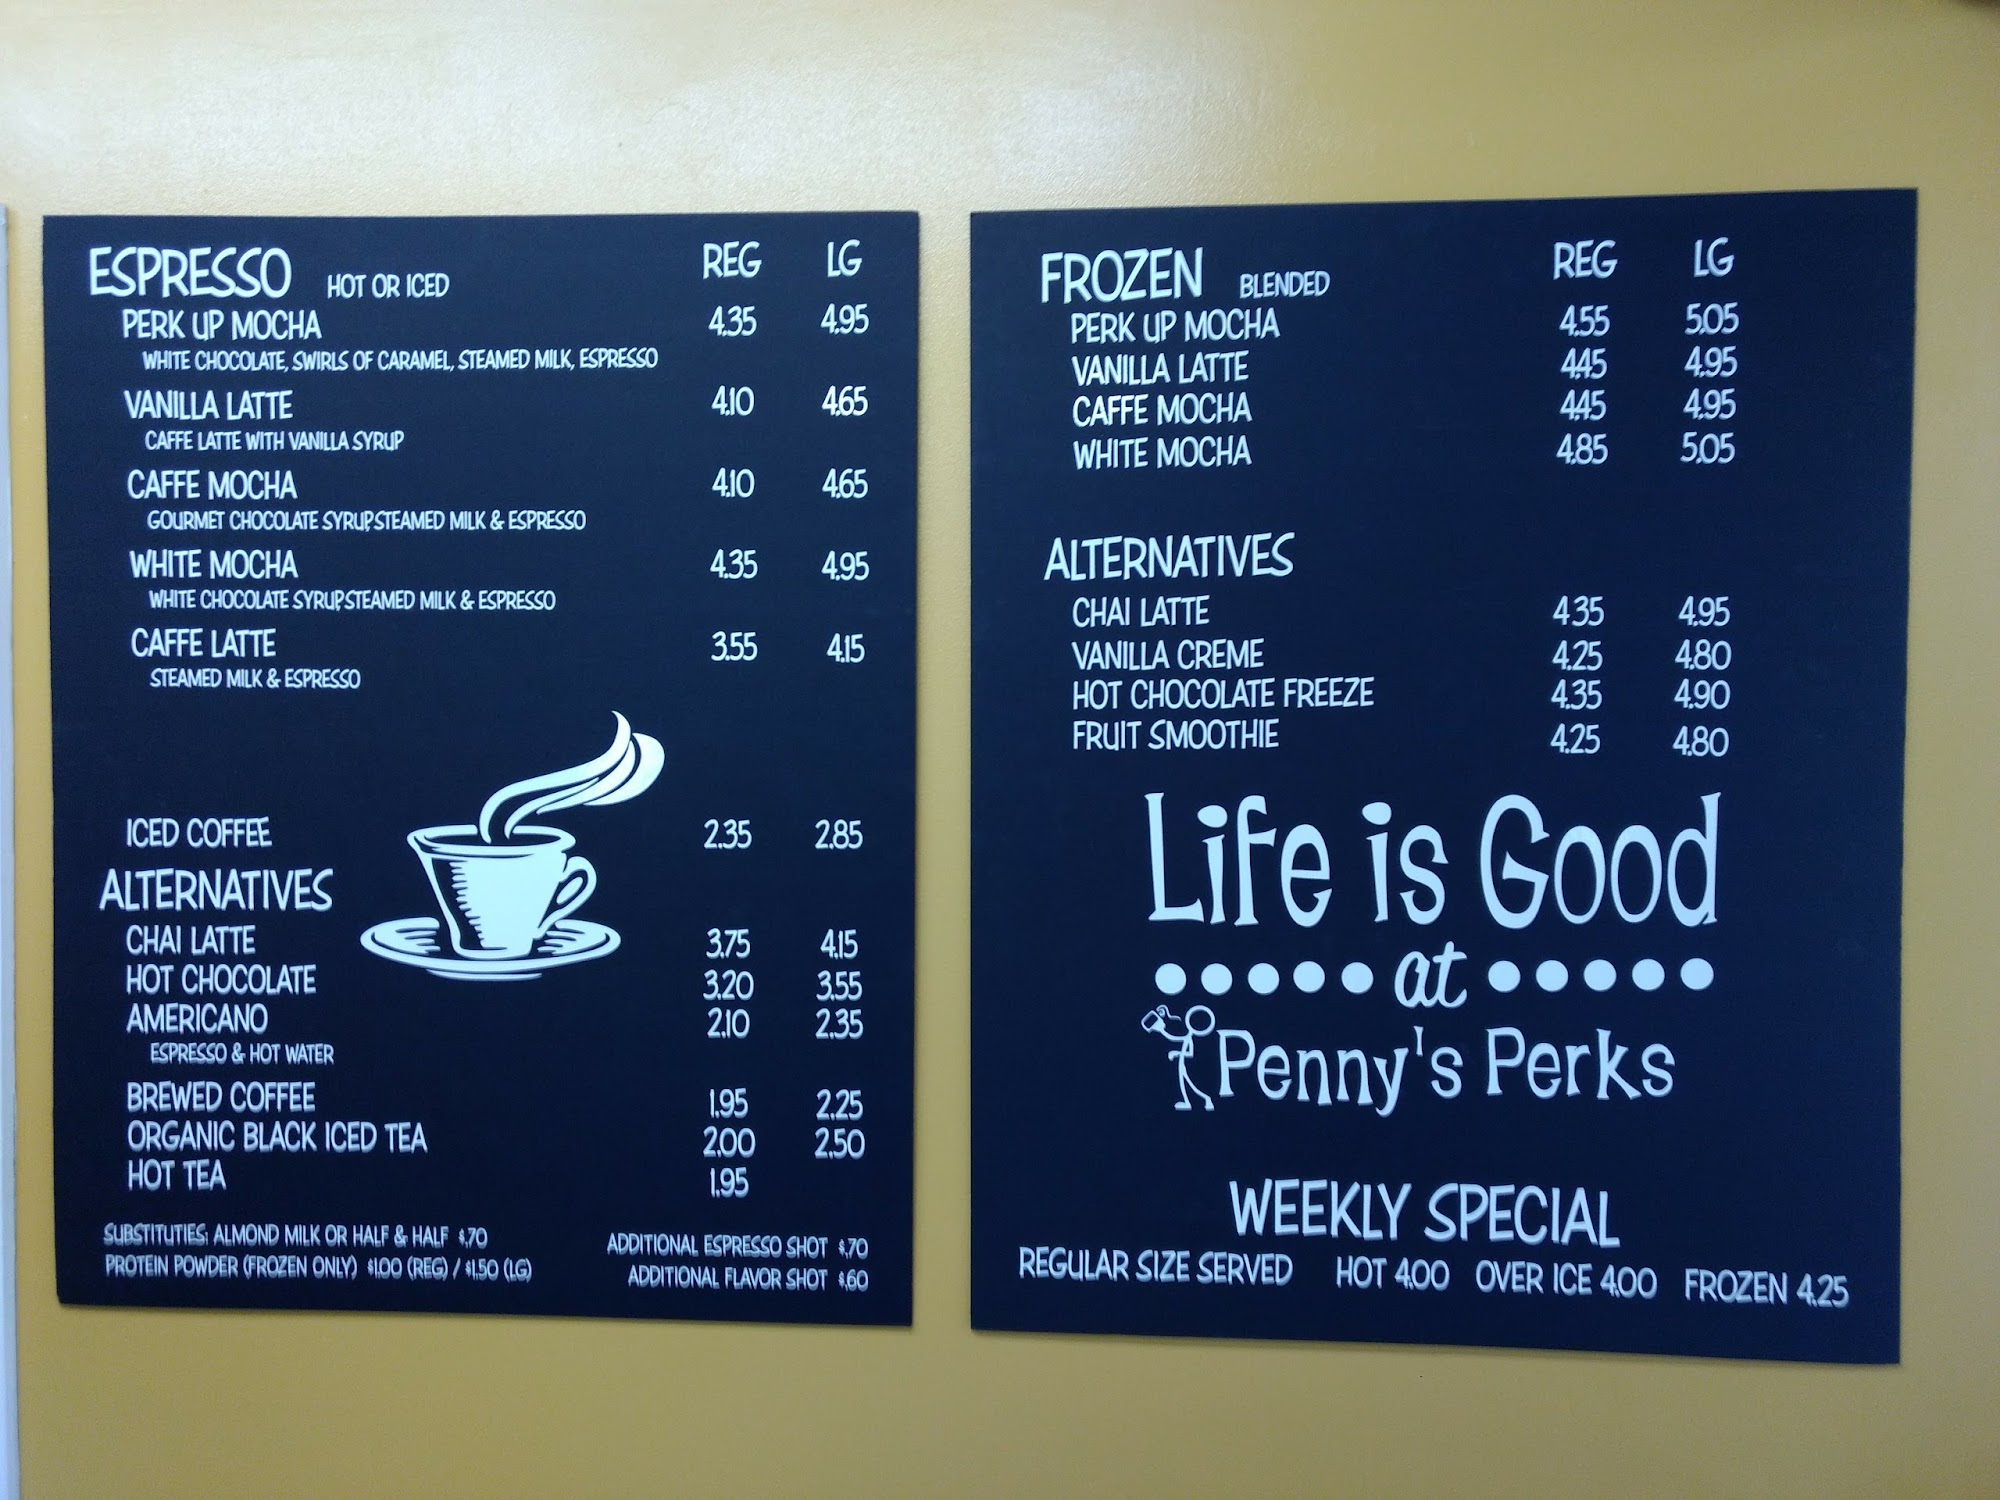 ESPRESSO HOT OR ICED REG LG
PERK UP MOCHA 4.35 4.95
WHITE CHOCOLATE, SWIRLS OF CARAMEL, STEAMED MILK, ESPRESSO
VANILLA LATTE 4.10 4.65
CAFFE LATTE WITH VANILLA SYRUP
CAFFE MOCHA 4.10 4.65
GOURMET CHOCOLATE SYRUP, STEAMED MILK & ESPRESSO
WHITE MOCHA 4.35 4.95
WHITE CHOCOLATE SYRUP, STEAMED MILK & ESPRESSO
CAFFE LATTE 3.55 4.15
STEAMED MILK & ESPRESSO
ICED COFFEE 2.35 2.85
ALTERNATIVES
CHAI LATTE 3.75 4.15
HOT CHOCOLATE 3.20 3.55
AMERICANO 2.10 2.35
ESPRESSO & HOT WATER
BREWED COFFEE 1.95 2.25
ORGANIC BLACK ICED TEA 2.00 2.50
HOT TEA 1.95
SUBSTITUTIES: ALMOND MILK OR HALF & HALF $.70
PROTEIN POWDER (FROZEN ONLY) $1.00 (REG) / $1.50 (LG)
ADDITIONAL ESPRESSO SHOT $.70
ADDITIONAL FLAVOR SHOT $.60
FROZEN BLENDED REG LG
PERK UP MOCHA 4.55 5.05
VANILLA LATTE 4.45 4.95
CAFFE MOCHA 4.45 4.95
WHITE MOCHA 4.85 5.05
ALTERNATIVES
CHAI LATTE 4.35 4.95
VANILLA CREME 4.25 4.80
HOT CHOCOLATE FREEZE 4.35 4.90
FRUIT SMOOTHIE 4.25 4.80
Life is Good
at
Penny's Perks
WEEKLY SPECIAL
REGULAR SIZE SERVED HOT 4.00 OVER ICE 4.00 FROZEN 4.25